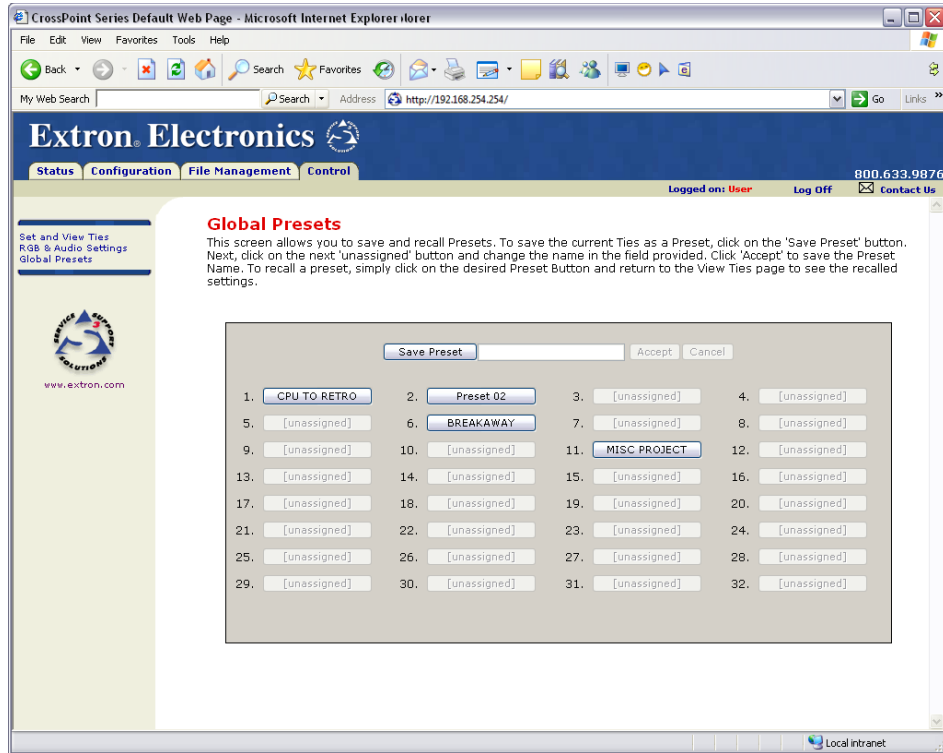 CrossPoint Series Default Web Page - Microsoft Internet Explorer lorer
File Edit View Favorites Tools Help
Back Search Favorites
My Web Search Search Address http://192.168.254.254/ Go Links »
Extron® Electronics
SERVICE SUPPORT SOLUTIONS
Status Configuration File Management Control
800.633.9876
Logged on: User Log Off Contact Us
Set and View Ties
RGB & Audio Settings
Global Presets
SERVICE SUPPORT SOLUTIONS
www.extron.com
Global Presets
This screen allows you to save and recall Presets. To save the current Ties as a Preset, click on the 'Save Preset' button.
Next, click on the next 'unassigned' button and change the name in the field provided. Click 'Accept' to save the Preset
Name. To recall a preset, simply click on the desired Preset Button and return to the View Ties page to see the recalled
settings.
Save Preset Accept Cancel
1. CPU TO RETRO 2. Preset 02 3. [unassigned] 4. [unassigned]
5. [unassigned] 6. BREAKAWAY 7. [unassigned] 8. [unassigned]
9. [unassigned] 10. [unassigned] 11. MISC PROJECT 12. [unassigned]
13. [unassigned] 14. [unassigned] 15. [unassigned] 16. [unassigned]
17. [unassigned] 18. [unassigned] 19. [unassigned] 20. [unassigned]
21. [unassigned] 22. [unassigned] 23. [unassigned] 24. [unassigned]
25. [unassigned] 26. [unassigned] 27. [unassigned] 28. [unassigned]
29. [unassigned] 30. [unassigned] 31. [unassigned] 32. [unassigned]
Local intranet